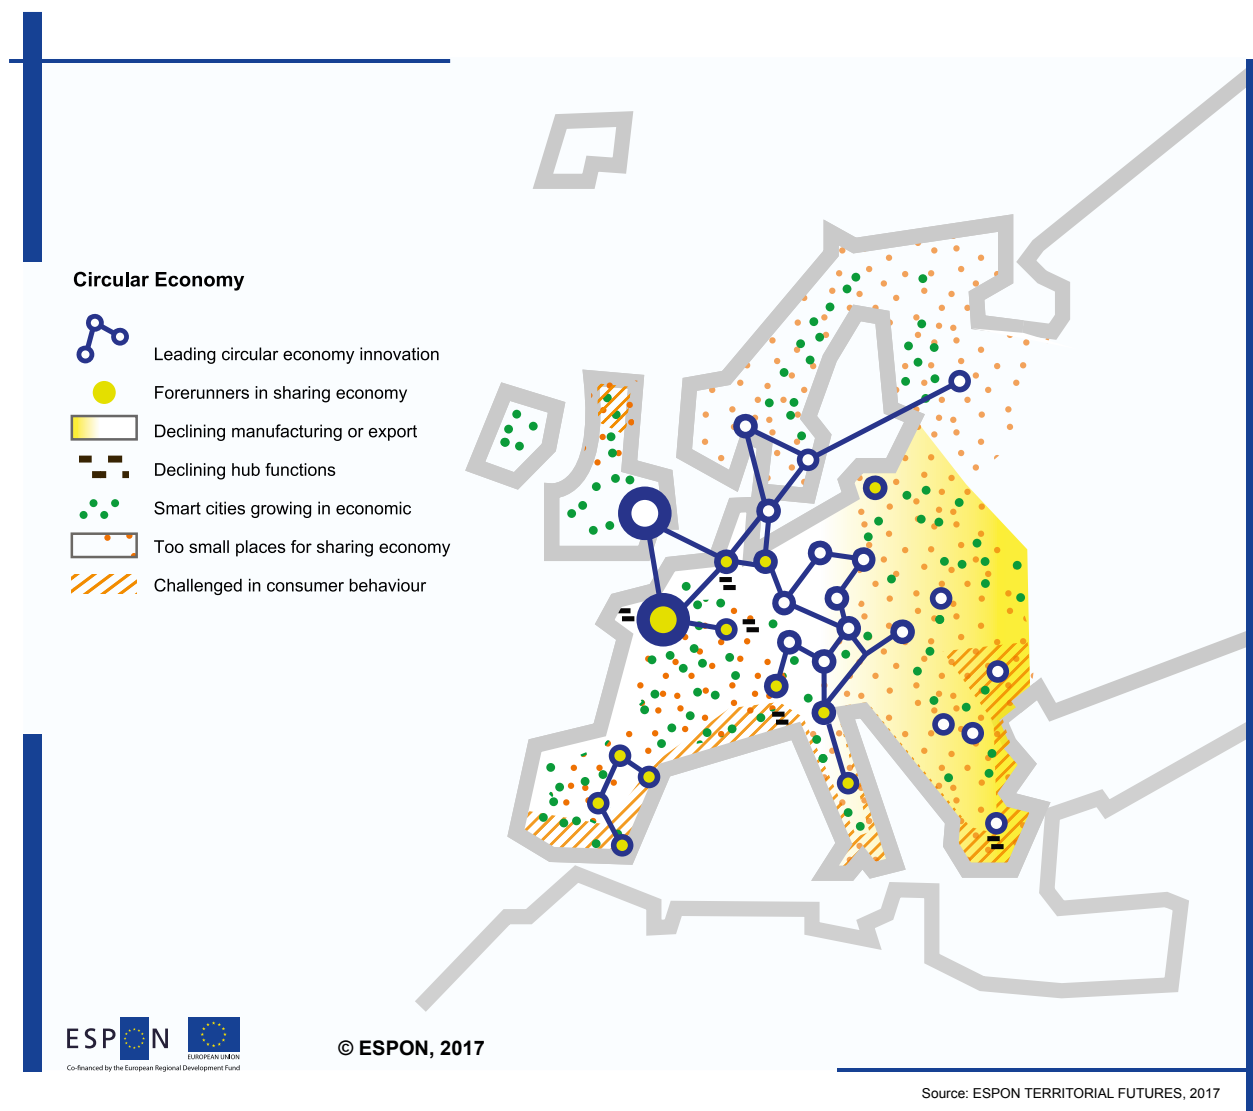 Circular Economy
Leading circular economy innovation
Forerunners in sharing economy
Declining manufacturing or export
Declining hub functions
Smart cities growing in economic
Too small places for sharing economy
Challenged in consumer behaviour
ESPON
EUROPEAN UNION
Co-financed by the European Regional Development Fund
© ESPON, 2017
Source: ESPON TERRITORIAL FUTURES, 2017